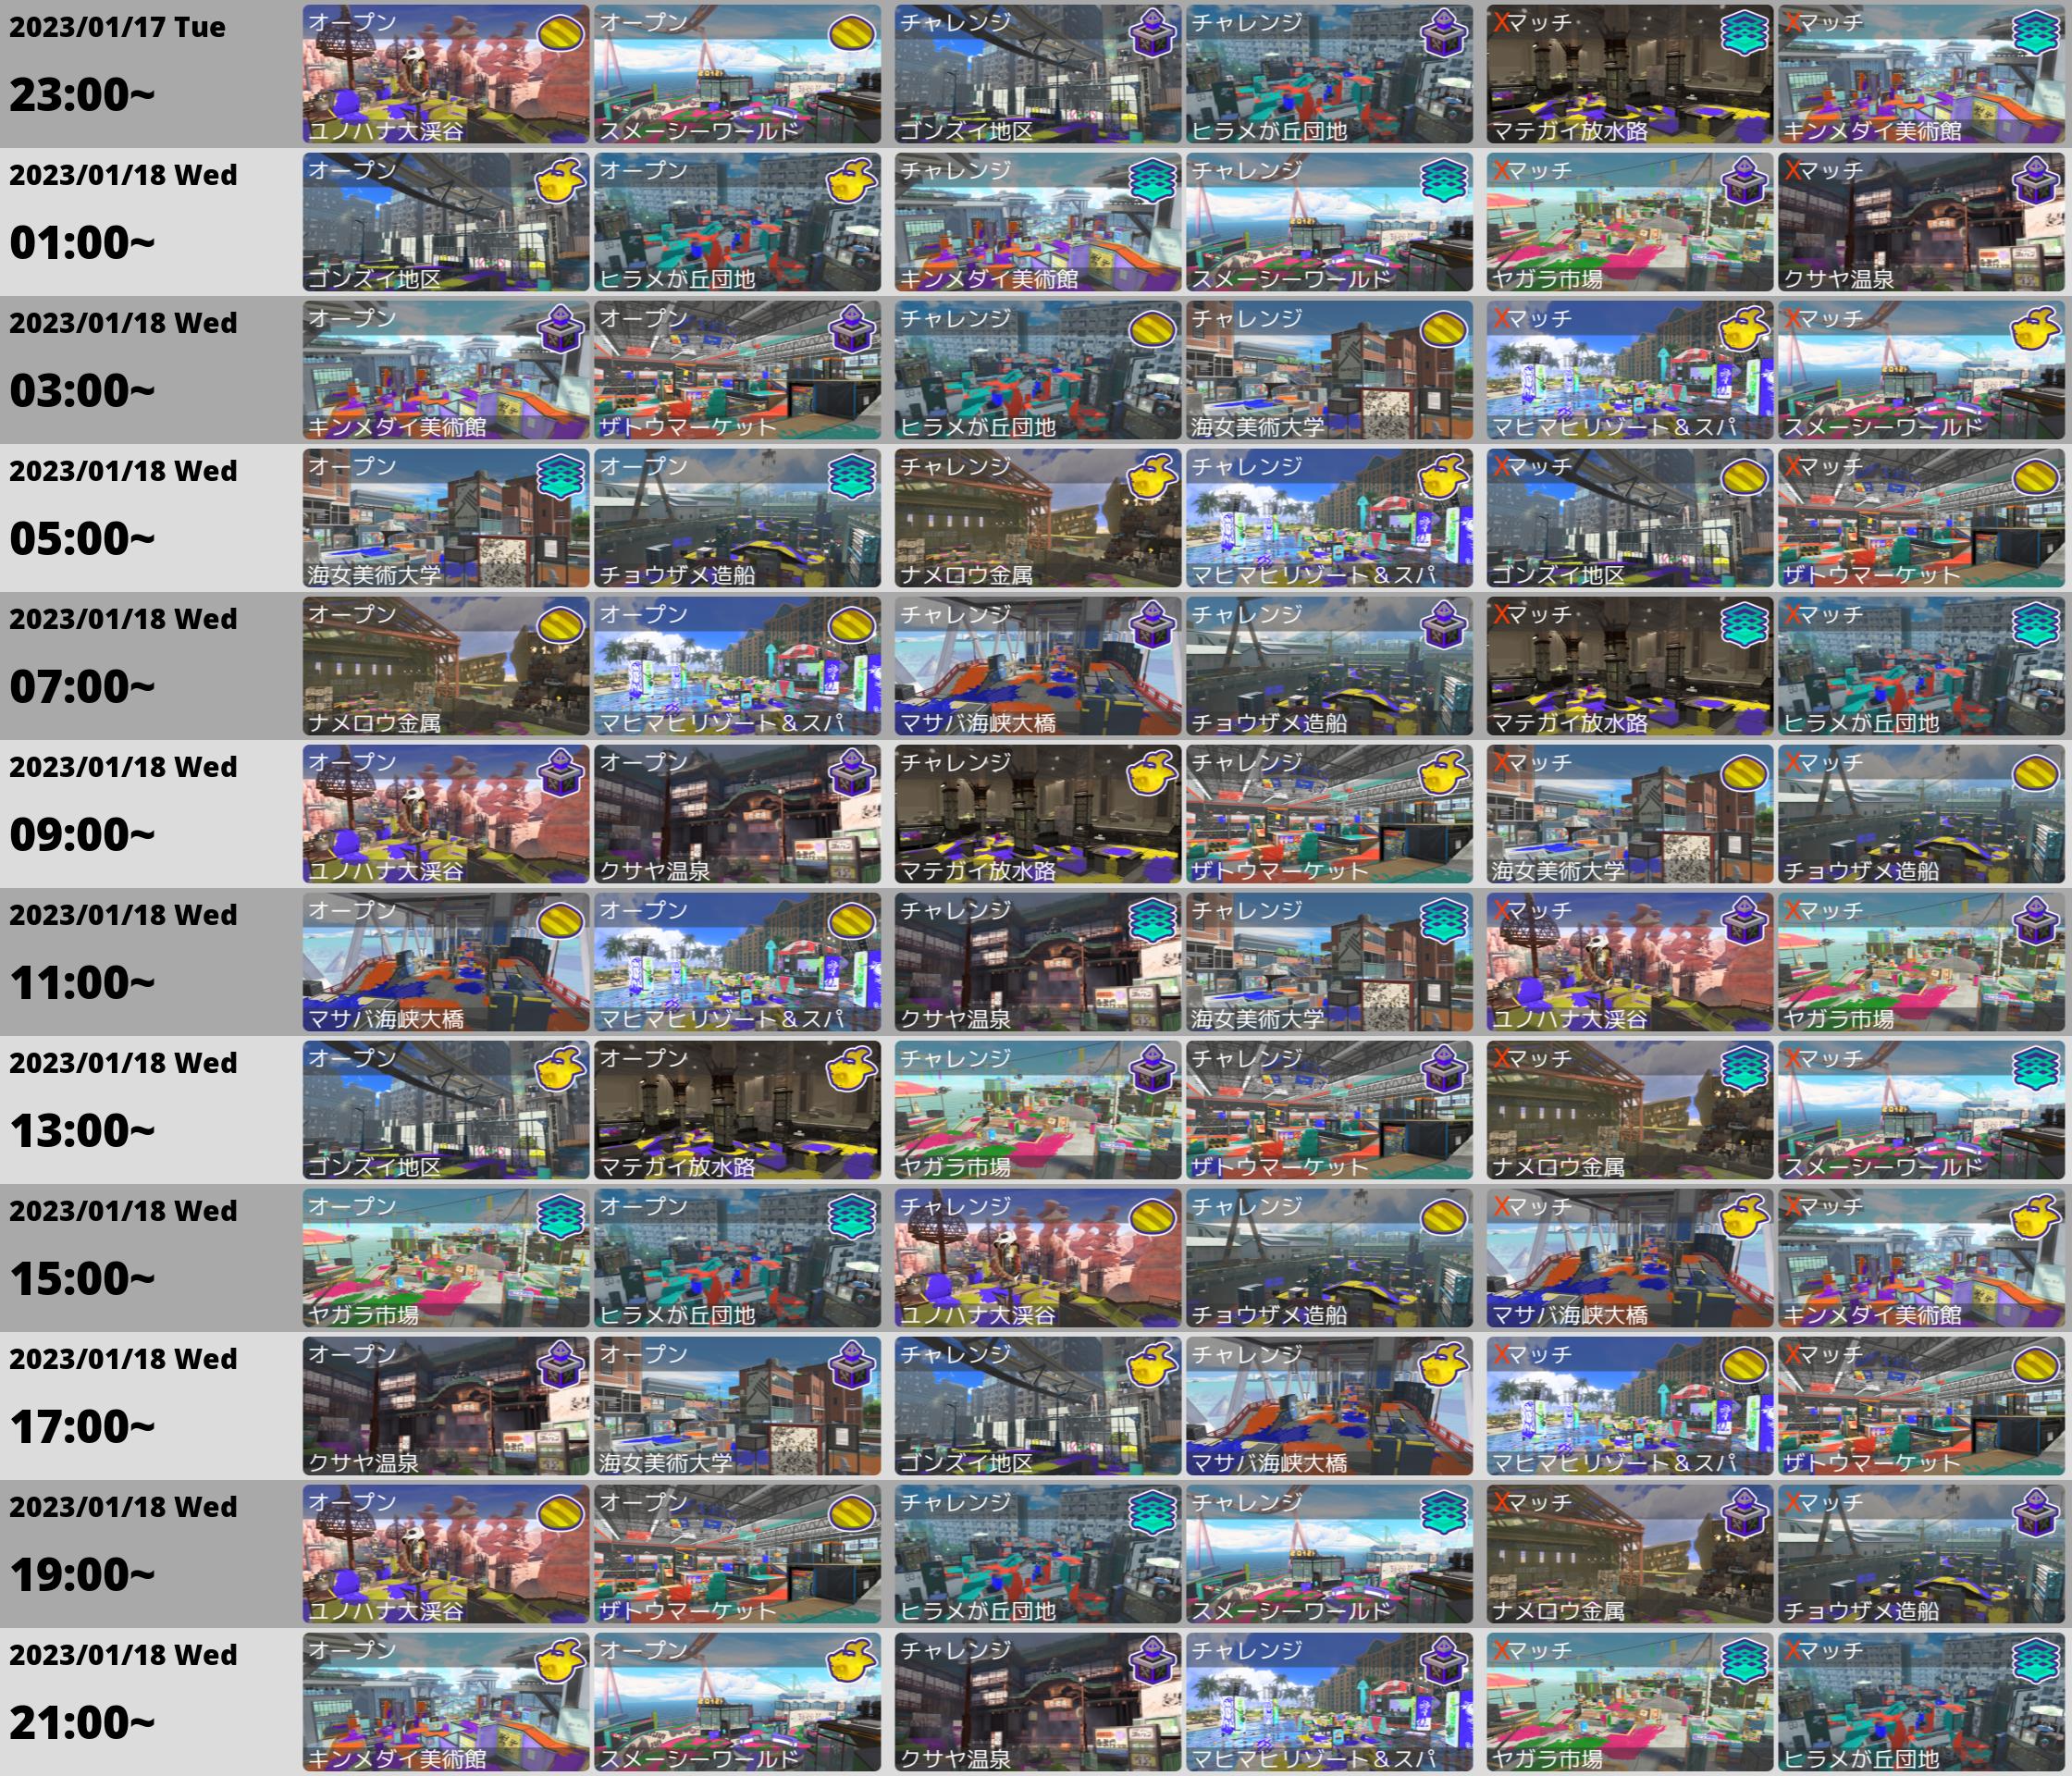 2023/01/17 Tue
23:00~
オープン オープン チャレンジ チャレンジ Xマッチ Xマッチ
ユノハナ大渓谷 スメーシーワールド ゴンズイ地区 ヒラメが丘団地 マテガイ放水路 キンメダイ美術館
2023/01/18 Wed
01:00~
オープン オープン チャレンジ チャレンジ Xマッチ Xマッチ
ゴンズイ地区 ヒラメが丘団地 キンメダイ美術館 スメーシーワールド ヤガラ市場 クサヤ温泉
2023/01/18 Wed
03:00~
オープン オープン チャレンジ チャレンジ Xマッチ Xマッチ
キンメダイ美術館 ザトウマーケット ヒラメが丘団地 海女美術大学 マヒマヒリゾート&スパ スメーシーワールド
2023/01/18 Wed
05:00~
オープン オープン チャレンジ チャレンジ Xマッチ Xマッチ
海女美術大学 チョウザメ造船 ナメロウ金属 マヒマヒリゾート&スパ ゴンズイ地区 ザトウマーケット
2023/01/18 Wed
07:00~
オープン オープン チャレンジ チャレンジ Xマッチ Xマッチ
ナメロウ金属 マヒマヒリゾート&スパ マサバ海峡大橋 チョウザメ造船 マテガイ放水路 ヒラメが丘団地
2023/01/18 Wed
09:00~
オープン オープン チャレンジ チャレンジ Xマッチ Xマッチ
ユノハナ大渓谷 クサヤ温泉 マテガイ放水路 ザトウマーケット 海女美術大学 チョウザメ造船
2023/01/18 Wed
11:00~
オープン オープン チャレンジ チャレンジ Xマッチ Xマッチ
マサバ海峡大橋 マヒマヒリゾート&スパ クサヤ温泉 海女美術大学 ユノハナ大渓谷 ヤガラ市場
2023/01/18 Wed
13:00~
オープン オープン チャレンジ チャレンジ Xマッチ Xマッチ
ゴンズイ地区 マテガイ放水路 ヤガラ市場 ザトウマーケット ナメロウ金属 スメーシーワールド
2023/01/18 Wed
15:00~
オープン オープン チャレンジ チャレンジ Xマッチ Xマッチ
ヤガラ市場 ヒラメが丘団地 ユノハナ大渓谷 チョウザメ造船 マサバ海峡大橋 キンメダイ美術館
2023/01/18 Wed
17:00~
オープン オープン チャレンジ チャレンジ Xマッチ Xマッチ
クサヤ温泉 海女美術大学 ゴンズイ地区 マサバ海峡大橋 マヒマヒリゾート&スパ ザトウマーケット
2023/01/18 Wed
19:00~
オープン オープン チャレンジ チャレンジ Xマッチ Xマッチ
ユノハナ大渓谷 ザトウマーケット ヒラメが丘団地 スメーシーワールド ナメロウ金属 チョウザメ造船
2023/01/18 Wed
21:00~
オープン オープン チャレンジ チャレンジ Xマッチ Xマッチ
キンメダイ美術館 スメーシーワールド クサヤ温泉 マヒマヒリゾート&スパ ヤガラ市場 ヒラメが丘団地